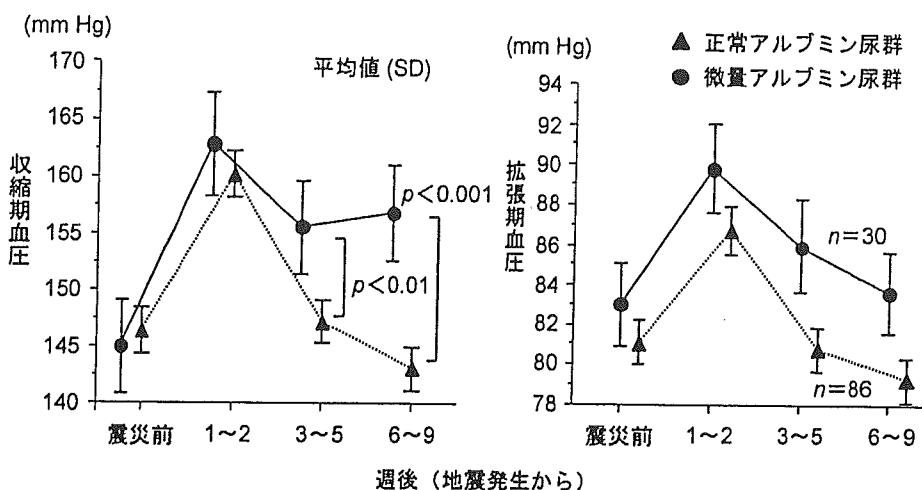 (mm Hg)
170
165
160
155
150
145
140
収縮期血圧
平均値 (SD)
p<0.001
p<0.01
震災前
1〜2
3〜5
6〜9
(mm Hg)
94
92
90
88
86
84
82
80
78
拡張期血圧
▲ 正常アルブミン尿群
● 微量アルブミン尿群
n=30
n=86
震災前
1〜2
3〜5
6〜9
週後（地震発生から）